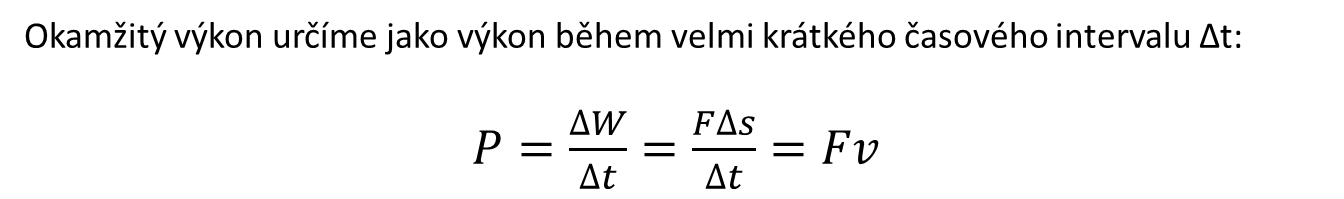 Okamžitý výkon určíme jako výkon během velmi krátkého časového intervalu Δt:
P = ΔW/Δt = FΔs/Δt = Fv